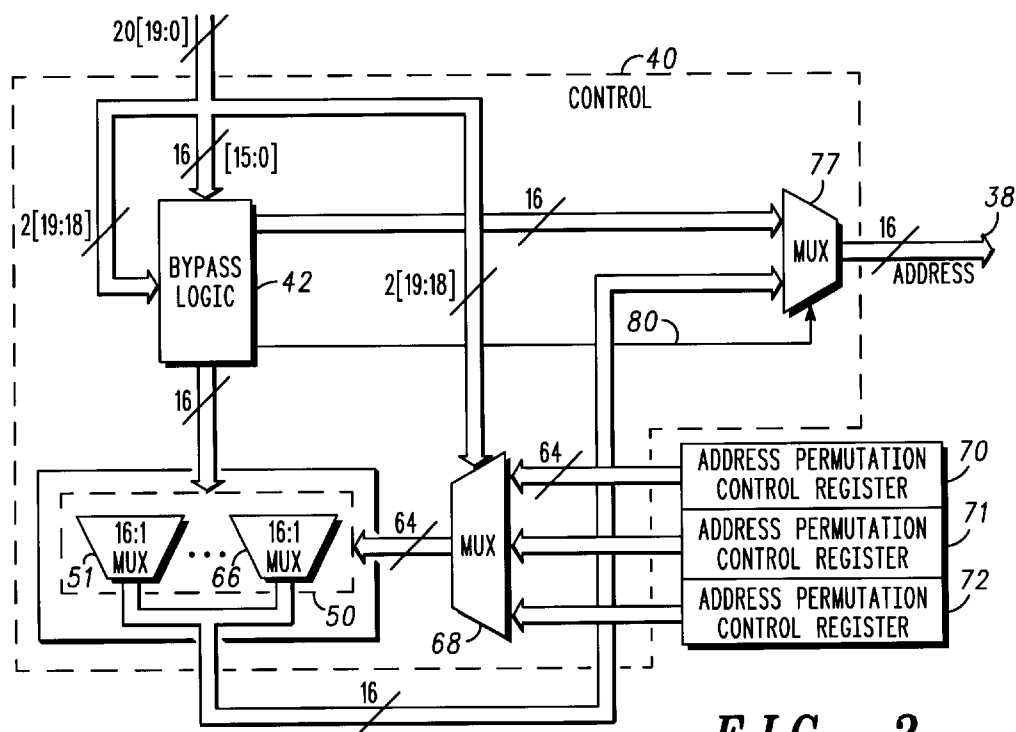 20[19:0]
40
CONTROL
16
[15:0]
77
2[19:18]
16
38
16
MUX
BYPASS
LOGIC
42
2[19:18]
ADDRESS
80
16
64
ADDRESS PERMUTATION
CONTROL REGISTER
70
16:1
MUX
16:1
MUX
64
MUX
ADDRESS PERMUTATION
CONTROL REGISTER
71
51
66
50
ADDRESS PERMUTATION
CONTROL REGISTER
72
68
16